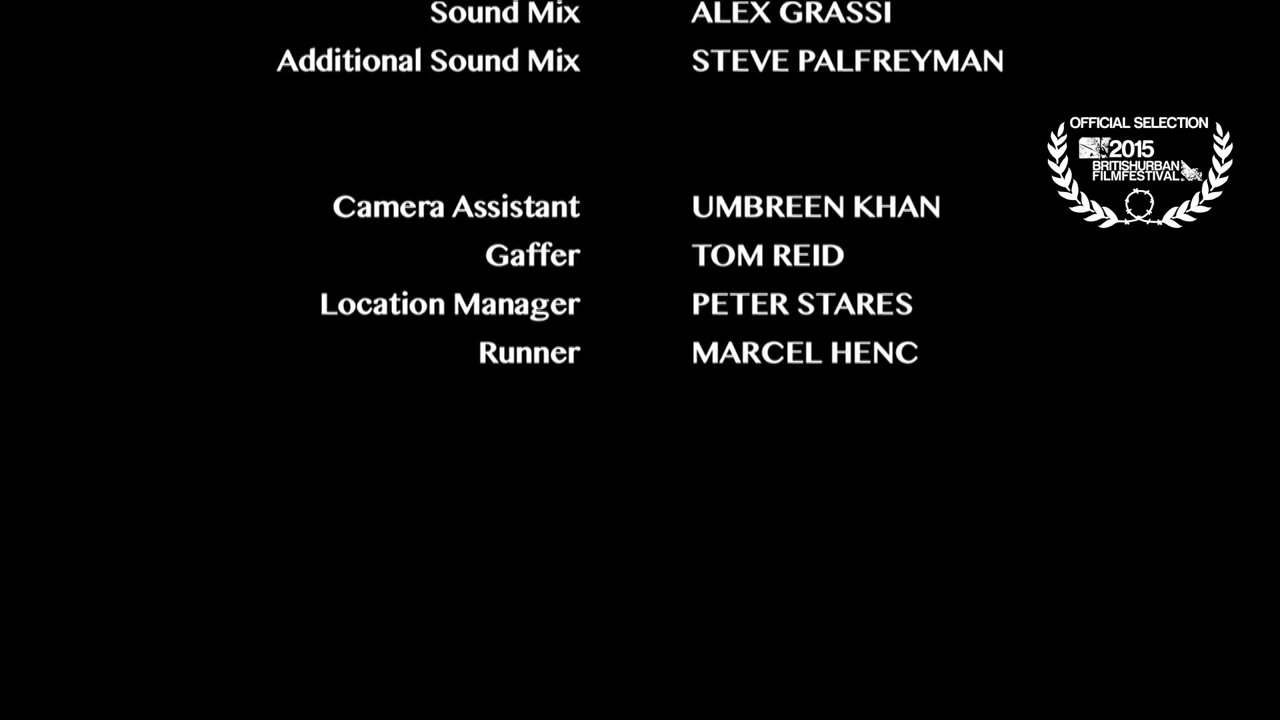 Sound Mix ALEX GRASSI
Additional Sound Mix STEVE PALFREYMAN
OFFICIAL SELECTION
2015
BRITISHURBAN
FILMFESTIVAL
Camera Assistant UMBREEN KHAN
Gaffer TOM REID
Location Manager PETER STARES
Runner MARCEL HENC